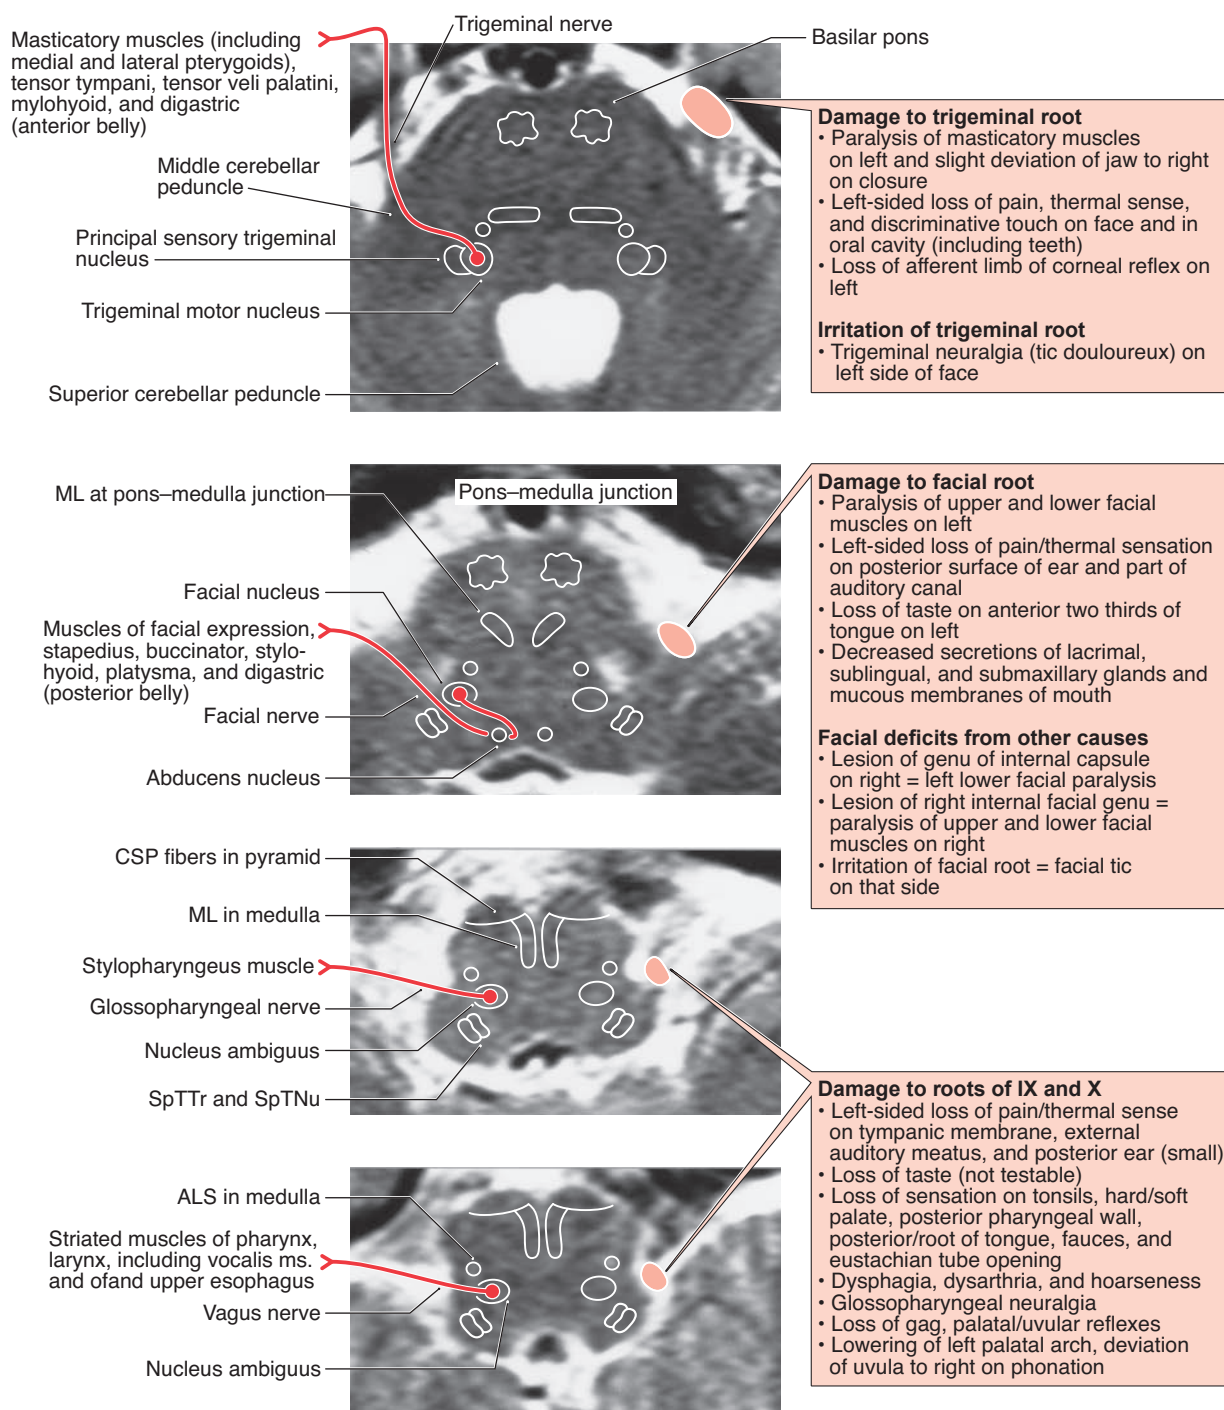 Trigeminal nerve
Basilar pons
Masticatory muscles (including
medial and lateral pterygoids),
tensor tympani, tensor veli palatini,
mylohyoid, and digastric
(anterior belly)
Middle cerebellar
peduncle
Principal sensory trigeminal
nucleus
Trigeminal motor nucleus
Superior cerebellar peduncle
Damage to trigeminal root
• Paralysis of masticatory muscles
on left and slight deviation of jaw to right
on closure
• Left-sided loss of pain, thermal sense,
and discriminative touch on face and in
oral cavity (including teeth)
• Loss of afferent limb of corneal reflex on
left
Irritation of trigeminal root
• Trigeminal neuralgia (tic douloureux) on
left side of face
ML at pons–medulla junction
Pons–medulla junction
Facial nucleus
Muscles of facial expression,
stapedius, buccinator, stylo-
hyoid, platysma, and digastric
(posterior belly)
Facial nerve
Abducens nucleus
Damage to facial root
• Paralysis of upper and lower facial
muscles on left
• Left-sided loss of pain/thermal sensation
on posterior surface of ear and part of
auditory canal
• Loss of taste on anterior two thirds of
tongue on left
• Decreased secretions of lacrimal,
sublingual, and submaxillary glands and
mucous membranes of mouth
Facial deficits from other causes
• Lesion of genu of internal capsule
on right = left lower facial paralysis
• Lesion of right internal facial genu =
paralysis of upper and lower facial
muscles on right
• Irritation of facial root = facial tic
on that side
CSP fibers in pyramid
ML in medulla
Stylopharyngeus muscle
Glossopharyngeal nerve
Nucleus ambiguus
SpTTr and SpTNu
ALS in medulla
Striated muscles of pharynx,
larynx, including vocalis ms.
and ofand upper esophagus
Vagus nerve
Nucleus ambiguus
Damage to roots of IX and X
• Left-sided loss of pain/thermal sense
on tympanic membrane, external
auditory meatus, and posterior ear (small)
• Loss of taste (not testable)
• Loss of sensation on tonsils, hard/soft
palate, posterior pharyngeal wall,
posterior/root of tongue, fauces, and
eustachian tube opening
• Dysphagia, dysarthria, and hoarseness
• Glossopharyngeal neuralgia
• Loss of gag, palatal/uvular reflexes
• Lowering of left palatal arch, deviation
of uvula to right on phonation